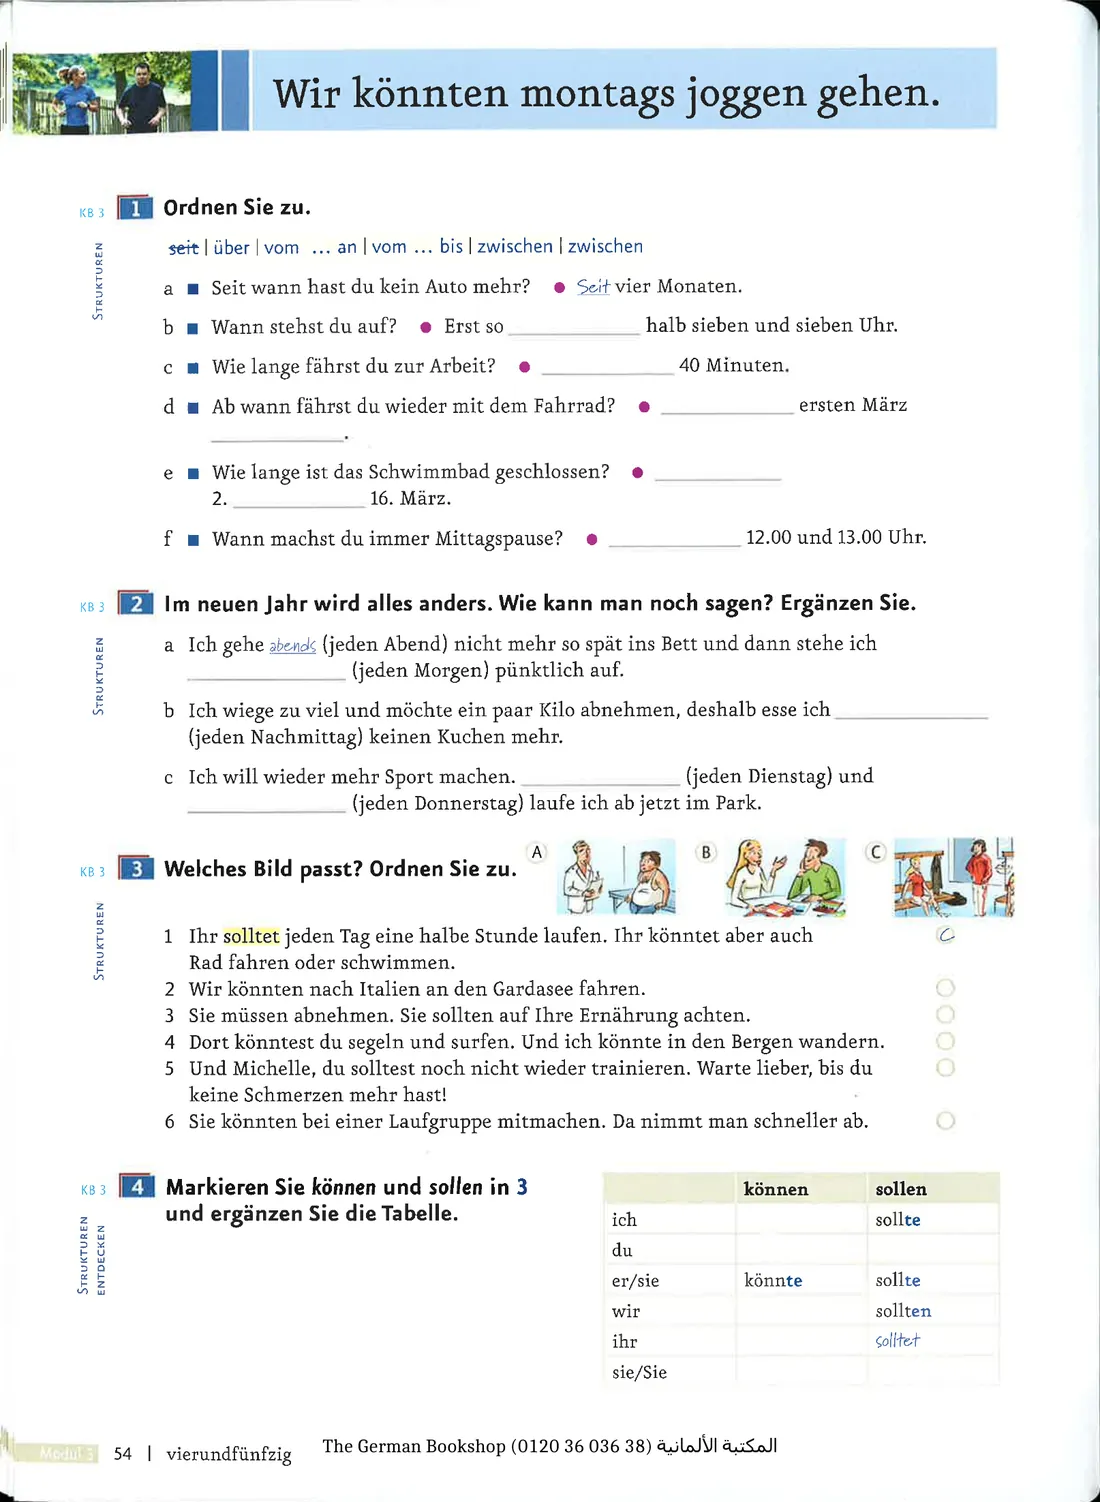 Wir könnten montags joggen gehen.
KB 3 1 Ordnen Sie zu.
STRUKTUREN
seit | über | vom ... an | vom ... bis | zwischen | zwischen
a Seit wann hast du kein Auto mehr? Seit vier Monaten.
b Wann stehst du auf? Erst so ____________ halb sieben und sieben Uhr.
c Wie lange fährst du zur Arbeit? ____________ 40 Minuten.
d Ab wann fährst du wieder mit dem Fahrrad? ____________ ersten März
____________.
e Wie lange ist das Schwimmbad geschlossen? ____________
2. ____________ 16. März.
f Wann machst du immer Mittagspause? ____________ 12.00 und 13.00 Uhr.
KB 3 2 Im neuen Jahr wird alles anders. Wie kann man noch sagen? Ergänzen Sie.
STRUKTUREN
a Ich gehe abends (jeden Abend) nicht mehr so spät ins Bett und dann stehe ich
____________ (jeden Morgen) pünktlich auf.
b Ich wiege zu viel und möchte ein paar Kilo abnehmen, deshalb esse ich ____________
(jeden Nachmittag) keinen Kuchen mehr.
c Ich will wieder mehr Sport machen. ____________ (jeden Dienstag) und
____________ (jeden Donnerstag) laufe ich ab jetzt im Park.
KB 3 3 Welches Bild passt? Ordnen Sie zu. A B C
STRUKTUREN
1 Ihr solltet jeden Tag eine halbe Stunde laufen. Ihr könntet aber auch C
Rad fahren oder schwimmen.
2 Wir könnten nach Italien an den Gardasee fahren.
3 Sie müssen abnehmen. Sie sollten auf Ihre Ernährung achten.
4 Dort könntest du segeln und surfen. Und ich könnte in den Bergen wandern.
5 Und Michelle, du solltest noch nicht wieder trainieren. Warte lieber, bis du
keine Schmerzen mehr hast!
6 Sie könnten bei einer Laufgruppe mitmachen. Da nimmt man schneller ab.
KB 3 4 Markieren Sie können und sollen in 3
und ergänzen Sie die Tabelle.
STRUKTUREN
ENTDECKEN
können sollen
ich sollte
du
er/sie könnte sollte
wir sollten
ihr solltet
sie/Sie
Modul 3 54 | vierundfünfzig
The German Bookshop (0120 36 036 38) المكتبة الألمانية